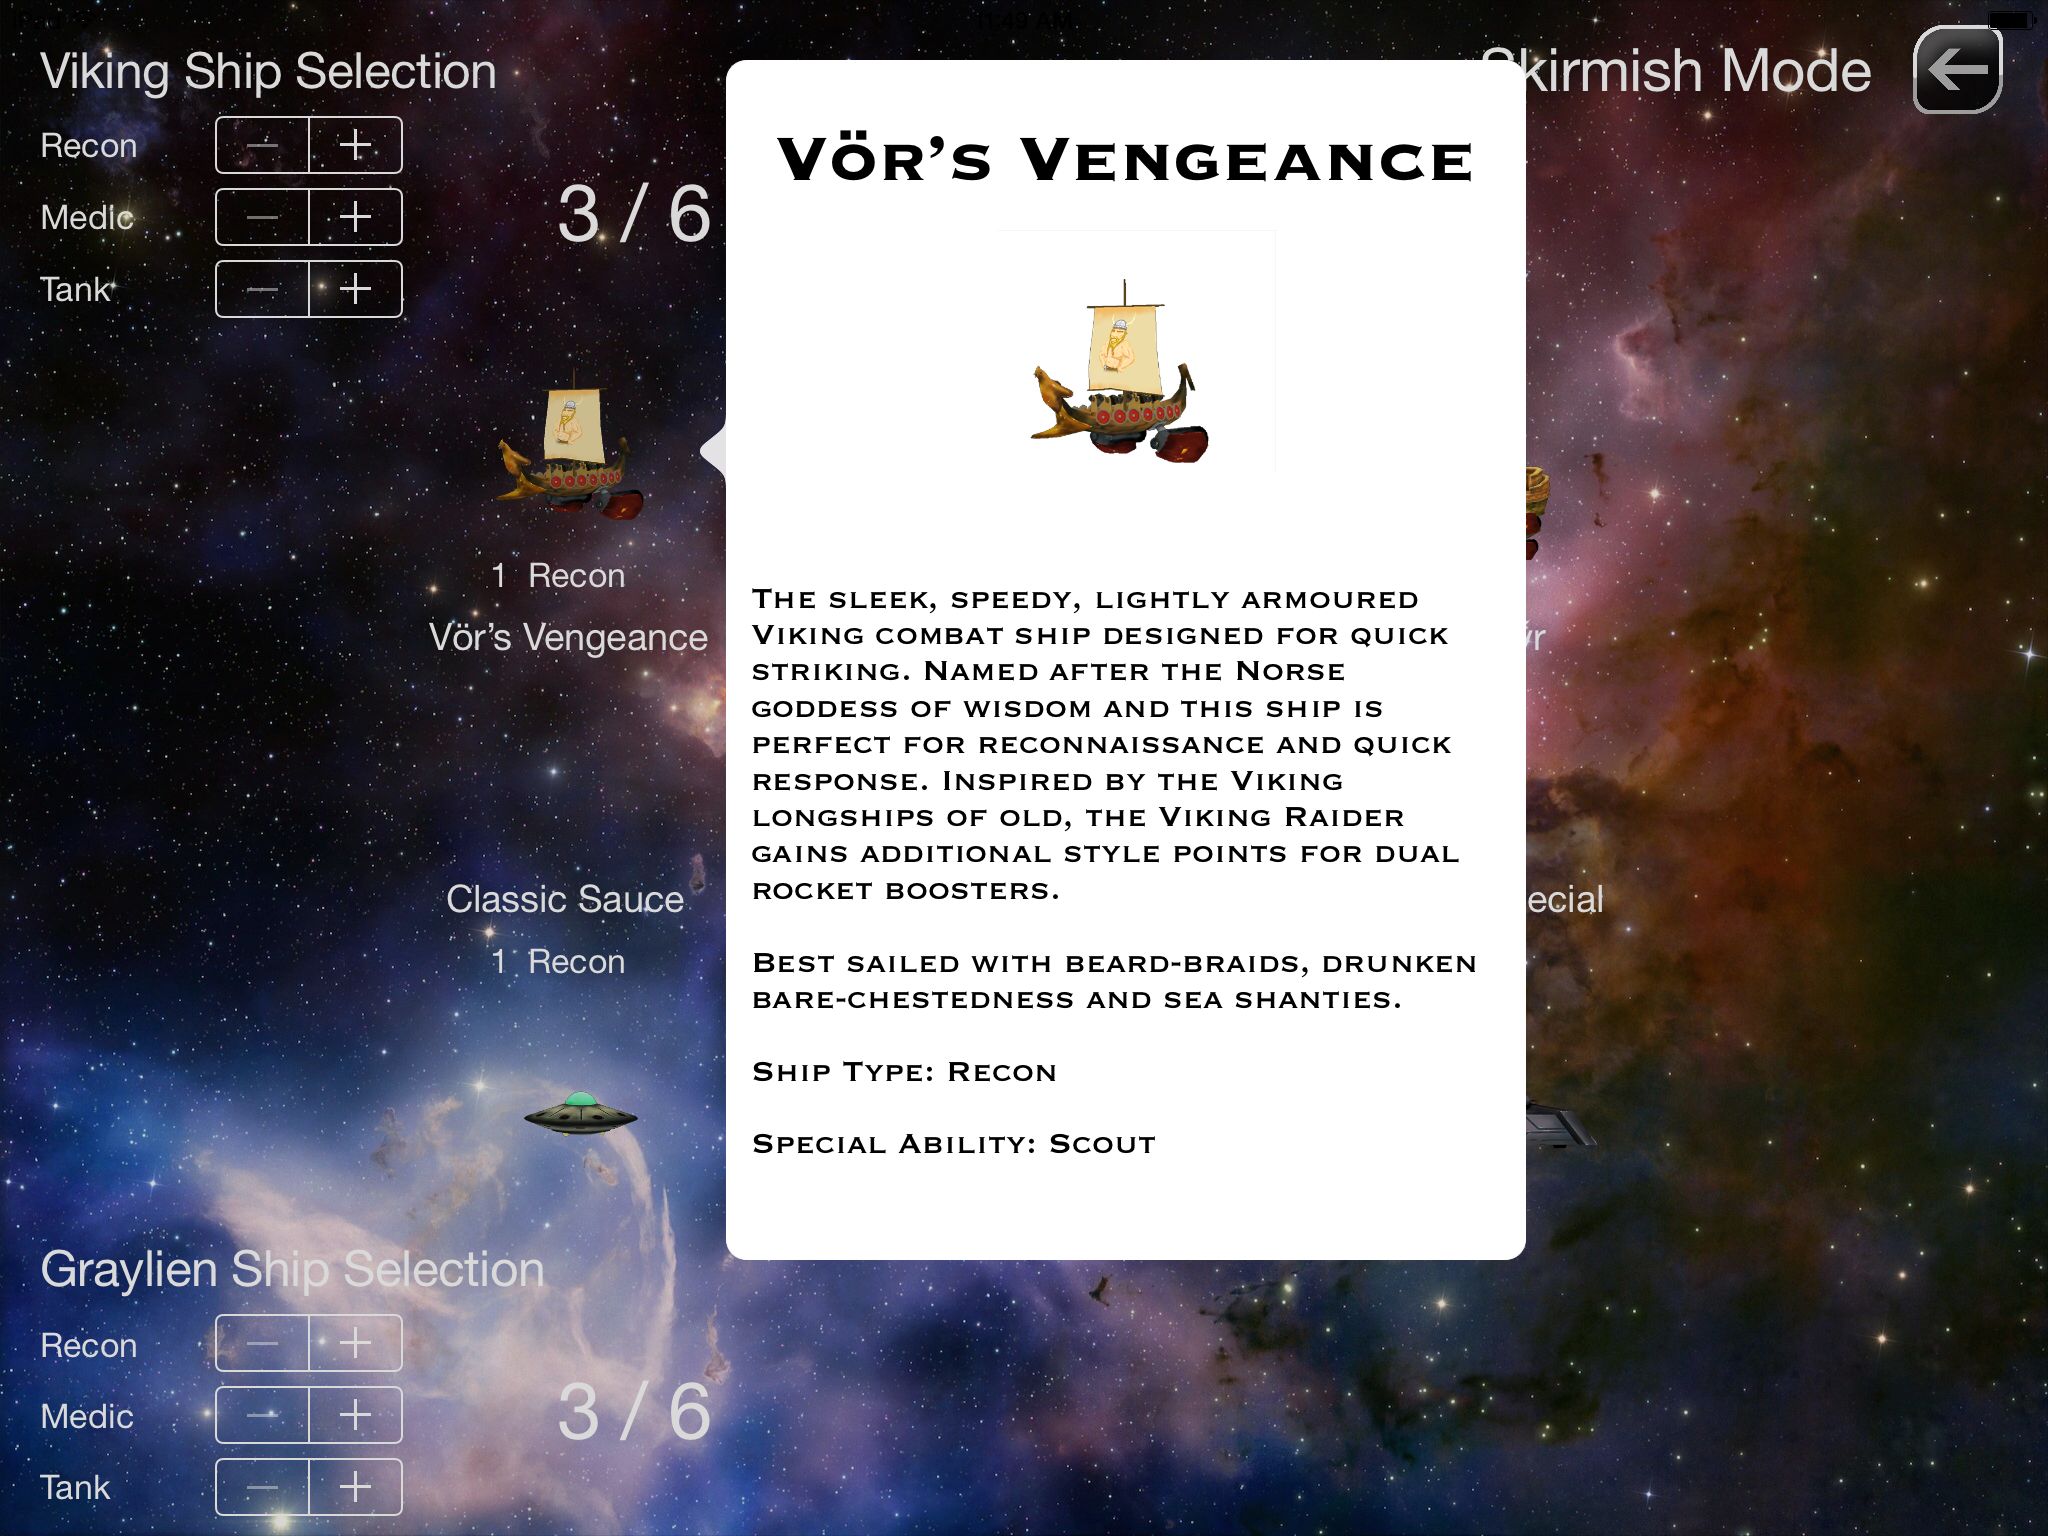 11:49 AM
Viking Ship Selection
Skirmish Mode
Recon
Medic
Tank
3 / 6
1 Recon
Vör’s Vengeance
Classic Sauce
1 Recon
Graylien Ship Selection
Recon
Medic
Tank
3 / 6
Vör’s Vengeance
The sleek, speedy, lightly armoured
Viking combat ship designed for quick
striking. Named after the Norse
goddess of wisdom and this ship is
perfect for reconnaissance and quick
response. Inspired by the Viking
longships of old, the Viking Raider
gains additional style points for dual
rocket boosters.
Best sailed with beard-braids, drunken
bare-chestedness and sea shanties.
Ship Type: Recon
Special Ability: Scout